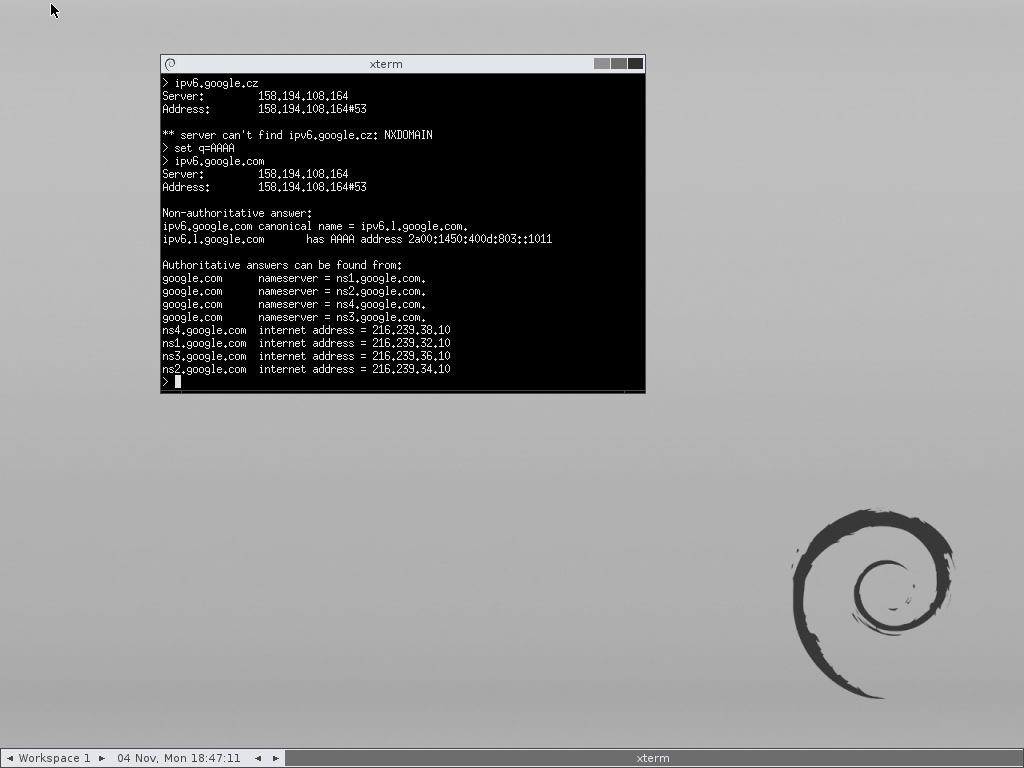 xterm
> ipv6.google.cz
Server: 158.194.108.164
Address: 158.194.108.164#53
** server can't find ipv6.google.cz: NXDOMAIN
> set q=AAAA
> ipv6.google.com
Server: 158.194.108.164
Address: 158.194.108.164#53
Non-authoritative answer:
ipv6.google.com canonical name = ipv6.l.google.com.
ipv6.l.google.com has AAAA address 2a00:1450:400d:803::1011
Authoritative answers can be found from:
google.com nameserver = ns1.google.com.
google.com nameserver = ns2.google.com.
google.com nameserver = ns4.google.com.
google.com nameserver = ns3.google.com.
ns4.google.com internet address = 216.239.38.10
ns1.google.com internet address = 216.239.32.10
ns3.google.com internet address = 216.239.36.10
ns2.google.com internet address = 216.239.34.10
>
◄ Workspace 1 ► 04 Nov, Mon 18:47:11 ◄ ► xterm